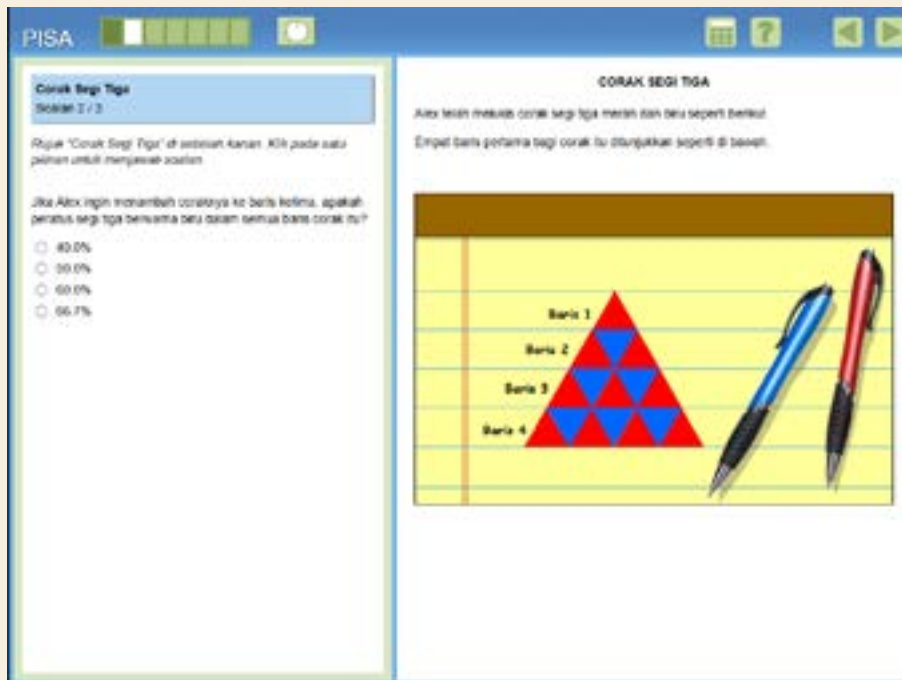 PISA
?
Corak Segi Tiga
Soalan 2 / 3
Rujuk "Corak Segi Tiga" di sebelah kanan. Klik pada satu
pilihan untuk menjawab soalan.
Jika Alex ingin menambah coraknya ke baris kelima, apakah
peratus segi tiga berwarna biru dalam semua baris corak itu?
40.0%
50.0%
60.0%
66.7%
CORAK SEGI TIGA
Alex telah melukis corak segi tiga merah dan biru seperti berikut.
Empat baris pertama bagi corak itu ditunjukkan seperti di bawah.
Baris 1
Baris 2
Baris 3
Baris 4